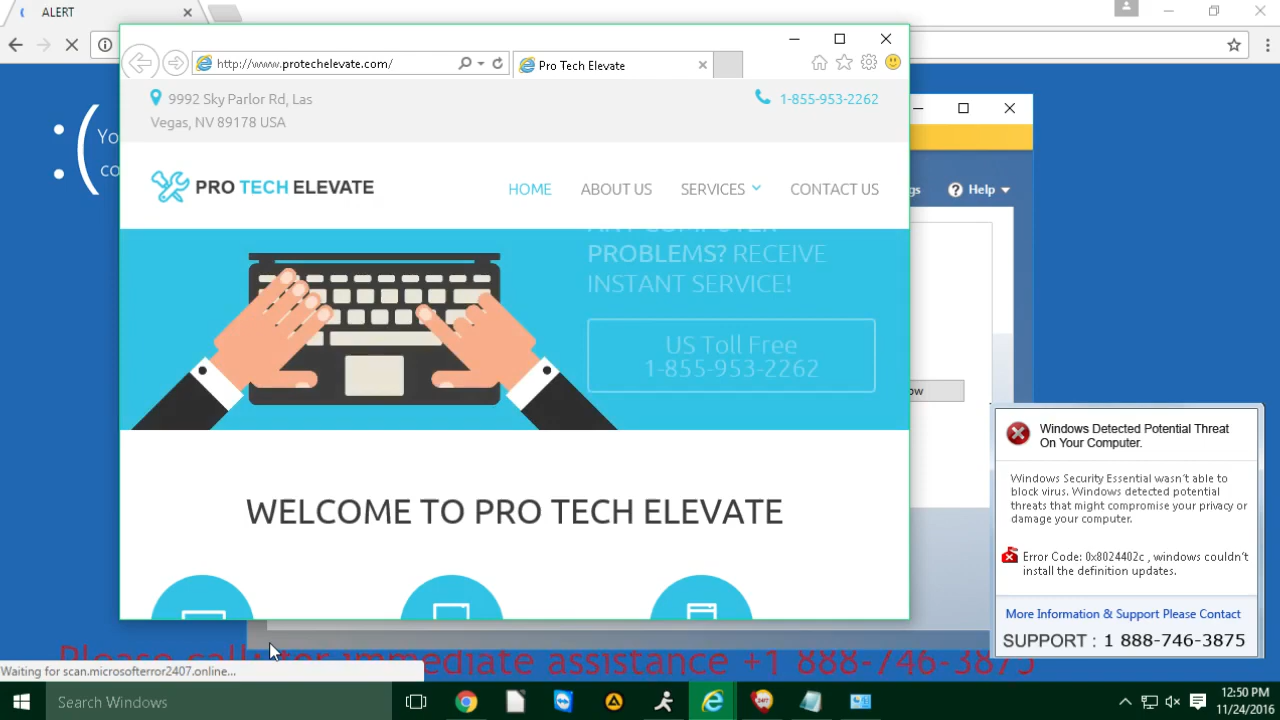 ALERT
http://www.protechelevate.com/
Pro Tech Elevate
9992 Sky Parlor Rd, Las
Vegas, NV 89178 USA
1-855-953-2262
PRO TECH ELEVATE
HOME
ABOUT US
SERVICES
CONTACT US
Help
PROBLEMS? RECEIVE
INSTANT SERVICE!
US Toll Free
1-855-953-2262
WELCOME TO PRO TECH ELEVATE
Windows Detected Potential Threat
On Your Computer.
Windows Security Essential wasn't able to
block virus. Windows detected potential
threats that might compromise your privacy or
damage your computer.
Error Code: 0x8024402c , windows couldn't
install the definition updates.
More Information & Support Please Contact
SUPPORT : 1 888-746-3875
Please call for immediate assistance +1 888-746-3875
Waiting for scan.microsofterror2407.online...
Search Windows
12:50 PM
11/24/2016